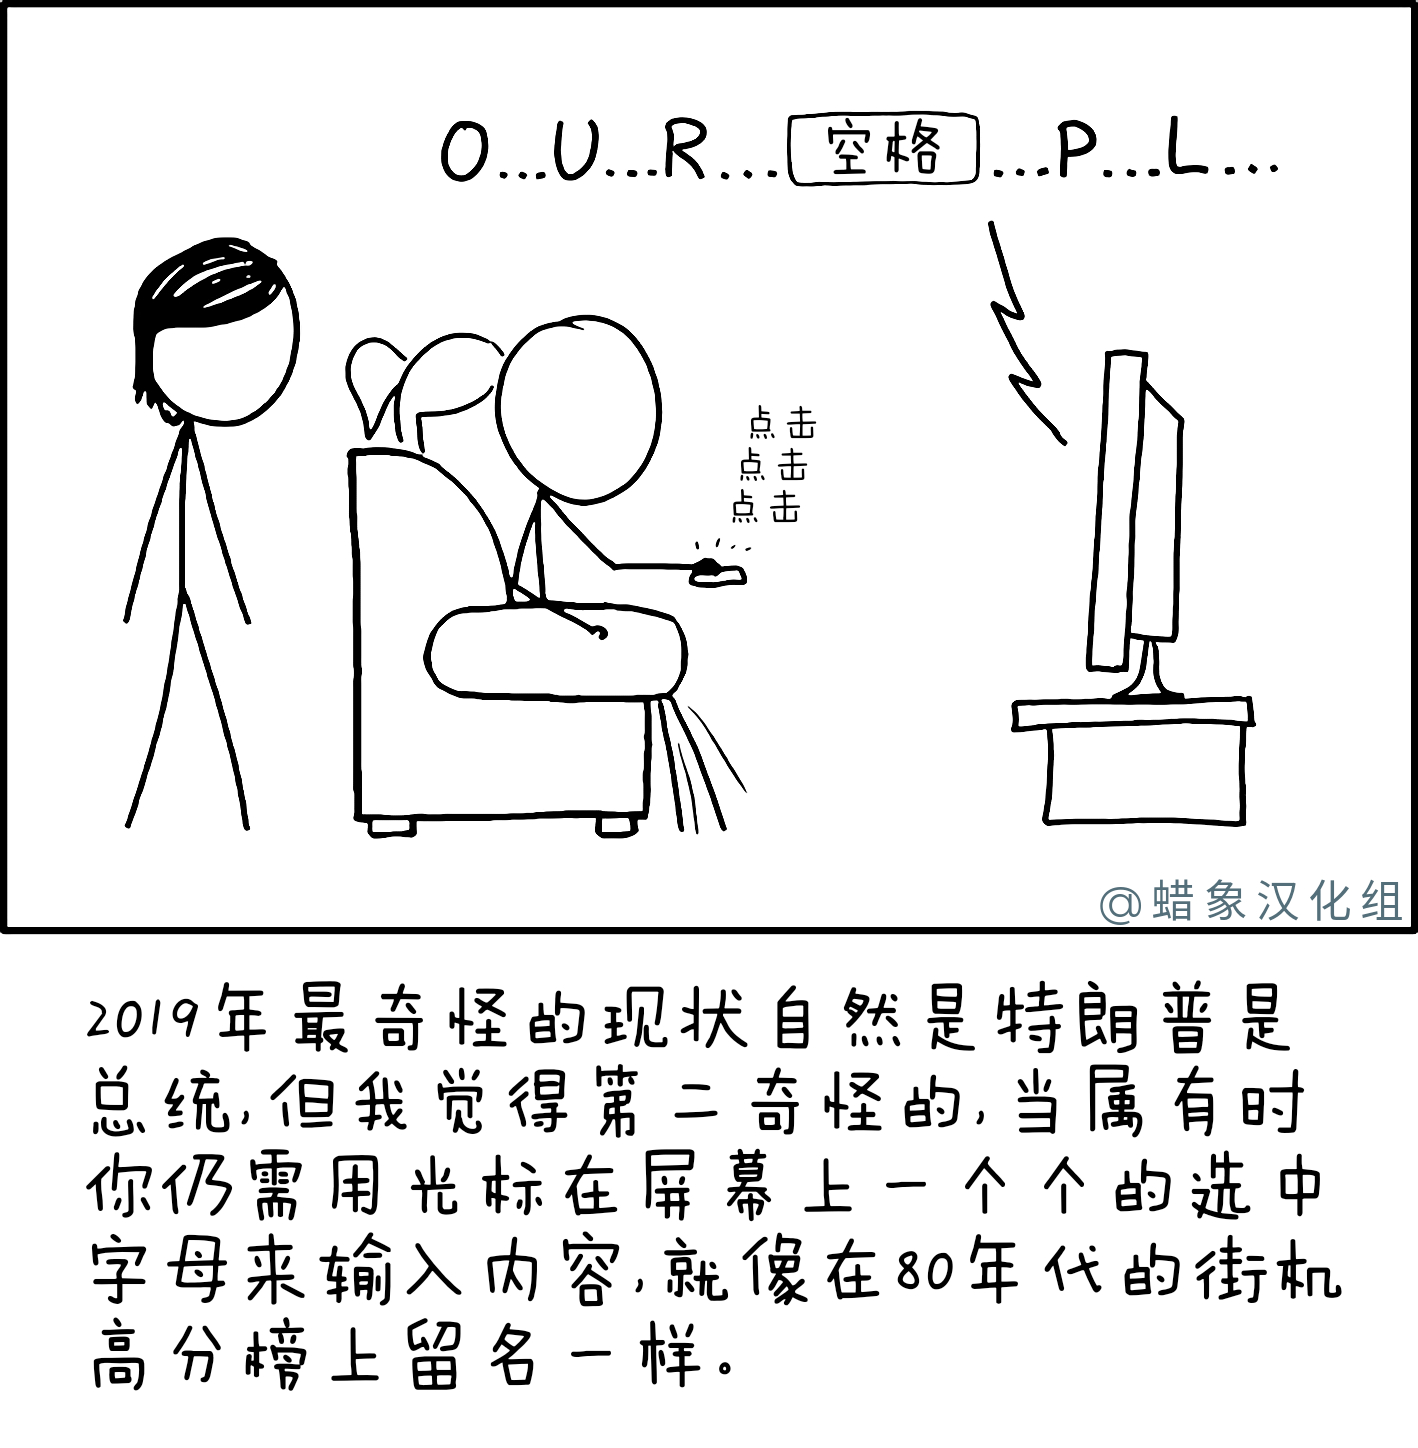 O...U...R...空格...P...L...
点击
点击
点击
@蜡象汉化组
2019年最奇怪的现状自然是特朗普是
总统,但我觉得第二奇怪的,当属有时
你仍需用光标在屏幕上一个个的选中
字母来输入内容,就像在80年代的街机
高分榜上留名一样。